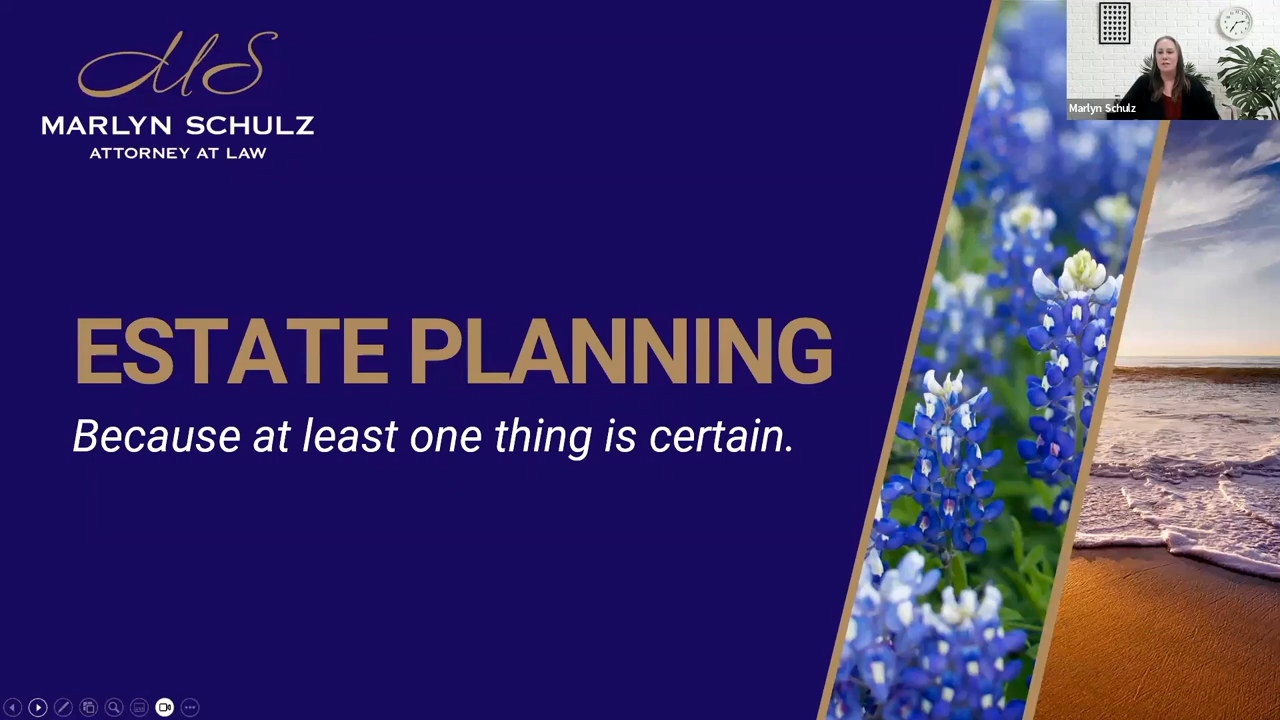 MS
MARLYN SCHULZ
ATTORNEY AT LAW
Marlyn Schulz
ESTATE PLANNING
Because at least one thing is certain.